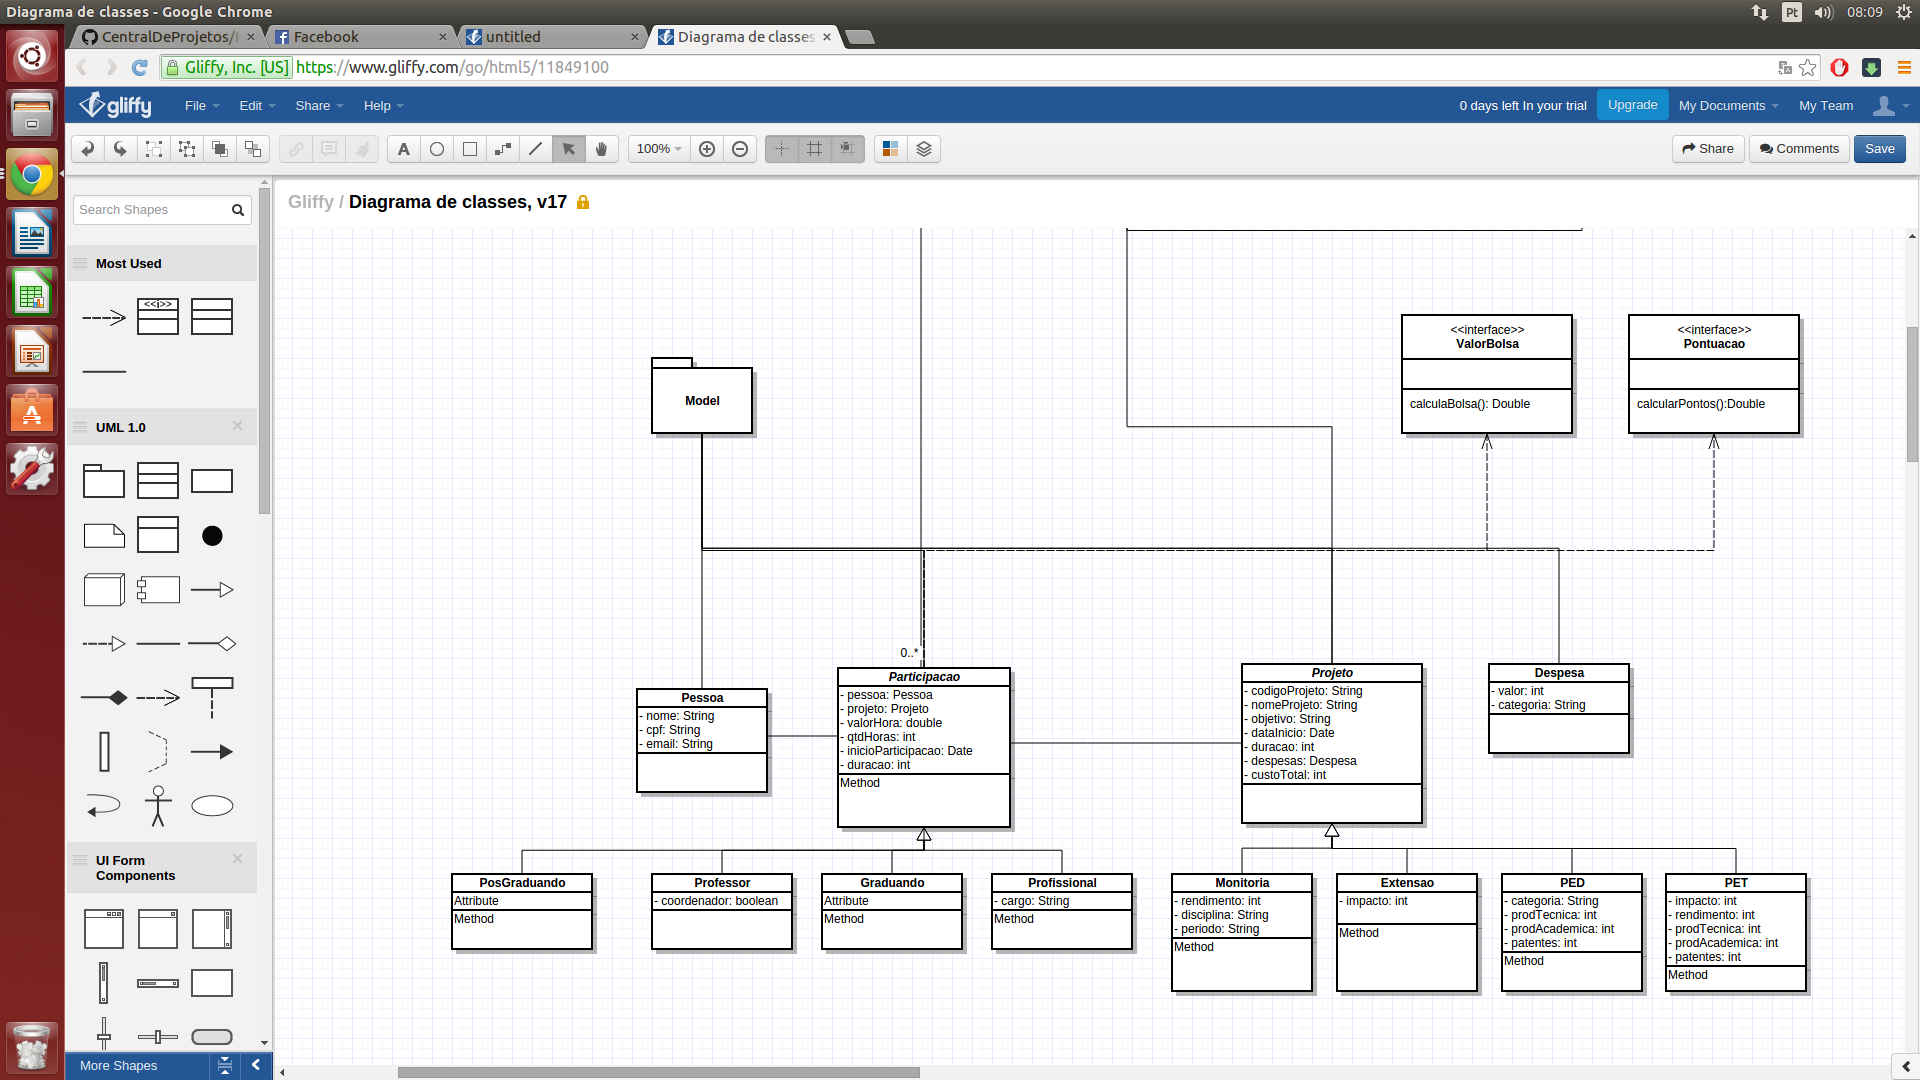 Diagrama de classes - Google Chrome
Pt
08:09
CentralDeProjetos/
Facebook
untitled
Diagrama de classes
Gliffy, Inc. [US] https://www.gliffy.com/go/html5/11849100
gliffy
File
Edit
Share
Help
0 days left In your trial
Upgrade
My Documents
My Team
A
100%
Share
Comments
Save
Search Shapes
Gliffy / Diagrama de classes, v17
Most Used
<<i>>
UML 1.0
UI Form
Components
More Shapes
Model
<<interface>>
ValorBolsa
calculaBolsa(): Double
<<interface>>
Pontuacao
calcularPontos():Double
0..*
Pessoa
- nome: String
- cpf: String
- email: String
Participacao
- pessoa: Pessoa
- projeto: Projeto
- valorHora: double
- qtdHoras: int
- inicioParticipacao: Date
- duracao: int
Method
Projeto
- codigoProjeto: String
- nomeProjeto: String
- objetivo: String
- dataInicio: Date
- duracao: int
- despesas: Despesa
- custoTotal: int
Despesa
- valor: int
- categoria: String
PosGraduando
Attribute
Method
Professor
- coordenador: boolean
Graduando
Attribute
Method
Profissional
- cargo: String
Method
Monitoria
- rendimento: int
- disciplina: String
- periodo: String
Method
Extensao
- impacto: int
Method
PED
- categoria: String
- prodTecnica: int
- prodAcademica: int
- patentes: int
Method
PET
- impacto: int
- rendimento: int
- prodTecnica: int
- prodAcademica: int
- patentes: int
Method